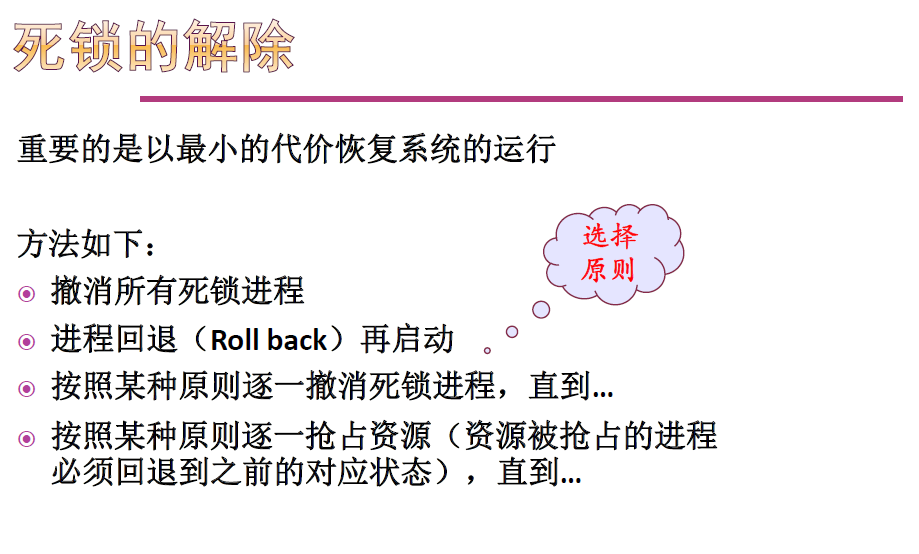 死锁的解除
重要的是以最小的代价恢复系统的运行
方法如下：
选择
原则
撤消所有死锁进程
进程回退（Roll back）再启动
按照某种原则逐一撤消死锁进程，直到…
按照某种原则逐一抢占资源（资源被抢占的进程
必须回退到之前的对应状态），直到…